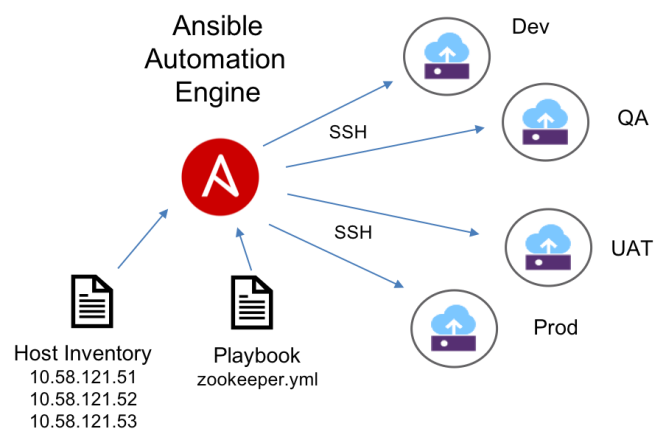 Ansible
Automation
Engine
Dev
SSH
QA
SSH
UAT
Prod
Host Inventory
10.58.121.51
10.58.121.52
10.58.121.53
Playbook
zookeeper.yml